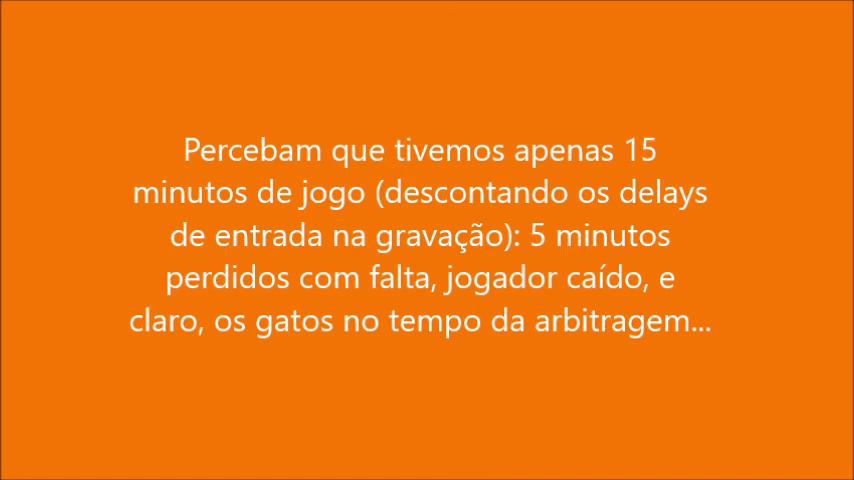 Percebam que tivemos apenas 15
minutos de jogo (descontando os delays
de entrada na gravação): 5 minutos
perdidos com falta, jogador caído, e
claro, os gatos no tempo da arbitragem...